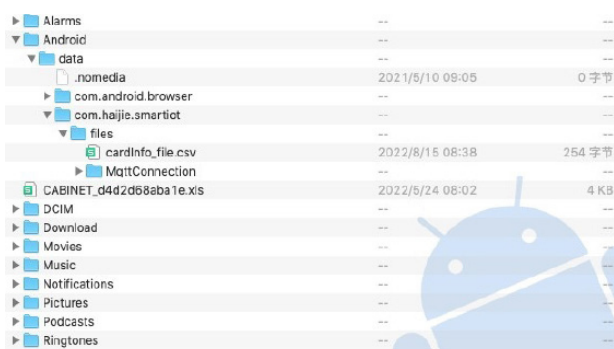 Alarms -- --
Android -- --
data -- --
.nomedia 2021/5/10 09:05 0 字节
com.android.browser -- --
com.haijie.smartiot -- --
files -- --
cardInfo_file.csv 2022/8/15 08:38 254 字节
MqttConnection -- --
CABINET_d4d2d68aba1e.xls 2022/5/24 08:02 4 KB
DCIM -- --
Download -- --
Movies -- --
Music -- --
Notifications -- --
Pictures -- --
Podcasts -- --
Ringtones -- --